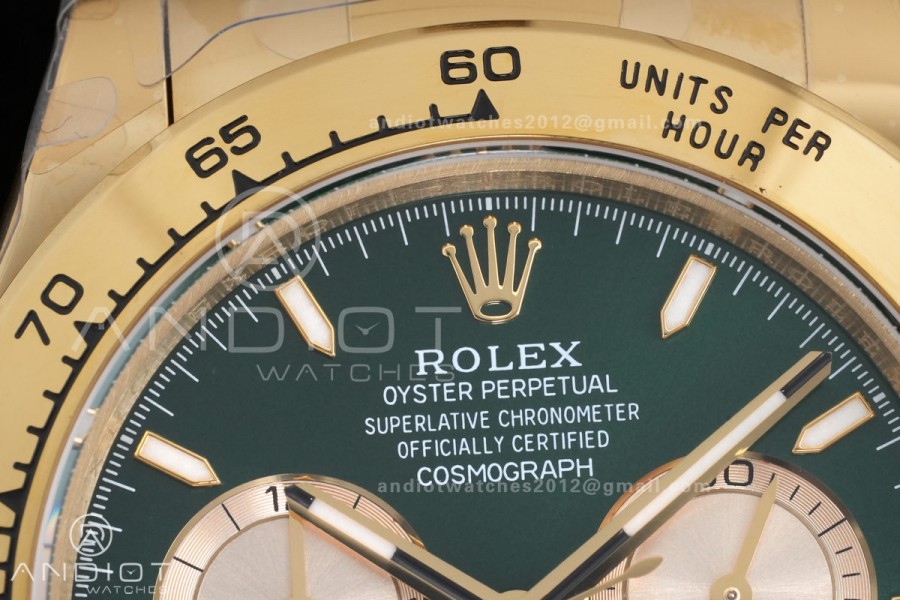 60
UNITS PER
HOUR
65
70
andiotwatches2012@gmail.com
ANDIOT
WATCHES
ROLEX
OYSTER PERPETUAL
SUPERLATIVE CHRONOMETER
OFFICIALLY CERTIFIED
COSMOGRAPH
andiotwatches2012@gmail.com
ANDIOT
WATCHES